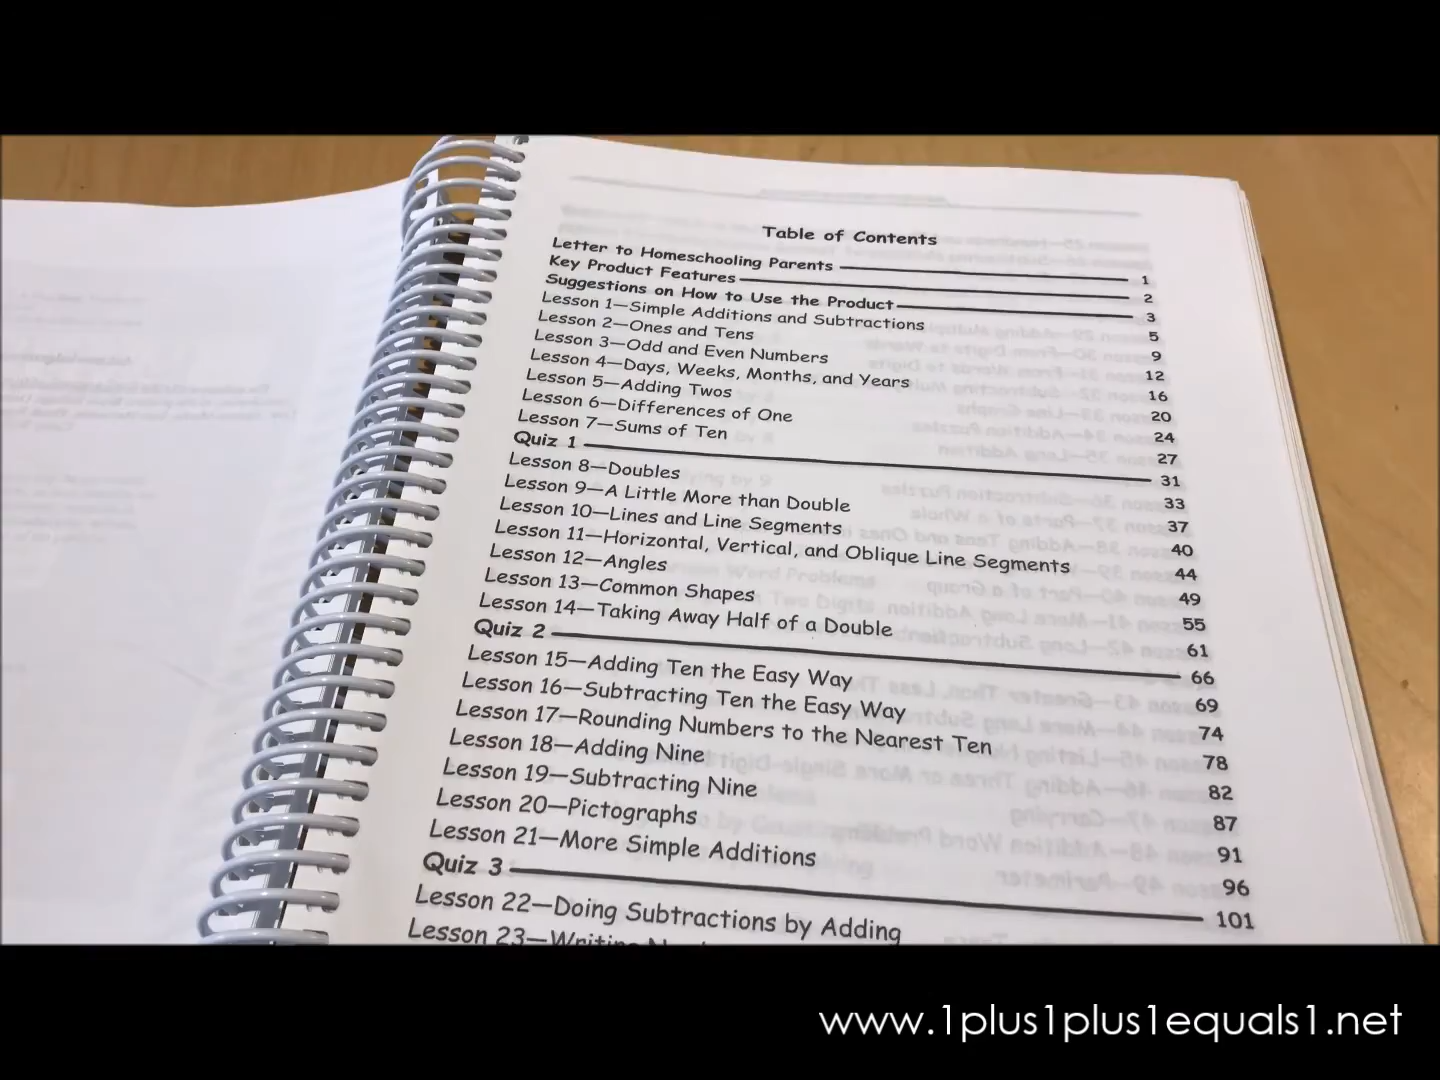 Table of Contents
Letter to Homeschooling Parents 1
Key Product Features 2
Suggestions on How to Use the Product 3
Lesson 1—Simple Additions and Subtractions 5
Lesson 2—Ones and Tens 9
Lesson 3—Odd and Even Numbers 12
Lesson 4—Days, Weeks, Months, and Years 16
Lesson 5—Adding Twos 20
Lesson 6—Differences of One 24
Lesson 7—Sums of Ten 27
Quiz 1 31
Lesson 8—Doubles 33
Lesson 9—A Little More than Double 37
Lesson 10—Lines and Line Segments 40
Lesson 11—Horizontal, Vertical, and Oblique Line Segments 44
Lesson 12—Angles 49
Lesson 13—Common Shapes 55
Lesson 14—Taking Away Half of a Double 61
Quiz 2 66
Lesson 15—Adding Ten the Easy Way 69
Lesson 16—Subtracting Ten the Easy Way 74
Lesson 17—Rounding Numbers to the Nearest Ten 78
Lesson 18—Adding Nine 82
Lesson 19—Subtracting Nine 87
Lesson 20—Pictographs 91
Lesson 21—More Simple Additions 96
Quiz 3 101
Lesson 22—Doing Subtractions by Adding
Lesson 23—Writing
www.1plus1plus1equals1.net